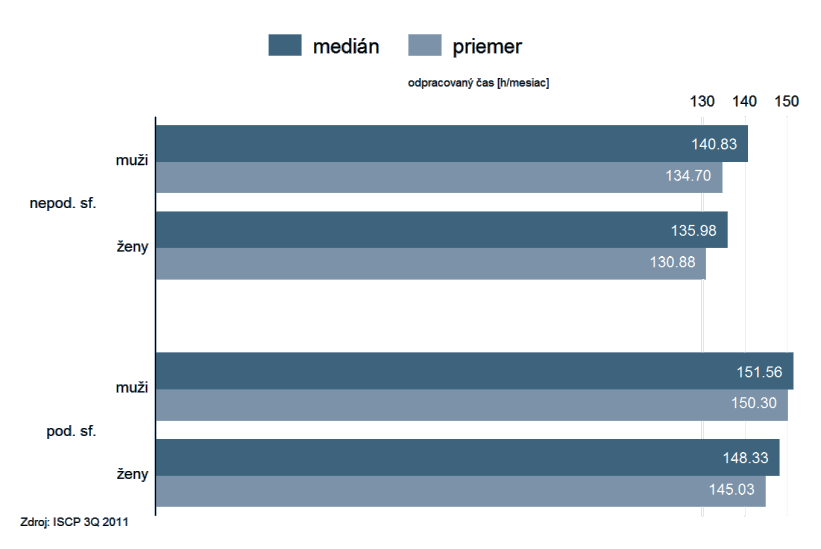 medián priemer
odpracovaný čas [h/mesiac]
130 140 150
140.83
muži
134.70
nepod. sf.
135.98
ženy
130.88
151.56
muži
150.30
pod. sf.
148.33
ženy
145.03
Zdroj: ISCP 3Q 2011